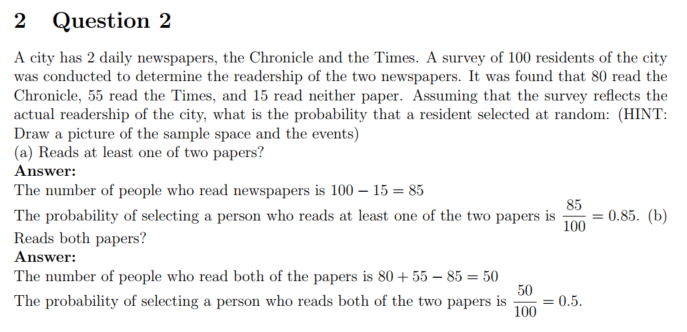 2 Question 2
A city has 2 daily newspapers, the Chronicle and the Times. A survey of 100 residents of the city
was conducted to determine the readership of the two newspapers. It was found that 80 read the
Chronicle, 55 read the Times, and 15 read neither paper. Assuming that the survey reflects the
actual readership of the city, what is the probability that a resident selected at random: (HINT:
Draw a picture of the sample space and the events)
(a) Reads at least one of two papers?
Answer:
The number of people who read newspapers is 100 − 15 = 85
The probability of selecting a person who reads at least one of the two papers is 85/100 = 0.85. (b)
Reads both papers?
Answer:
The number of people who read both of the papers is 80 + 55 − 85 = 50
The probability of selecting a person who reads both of the two papers is 50/100 = 0.5.